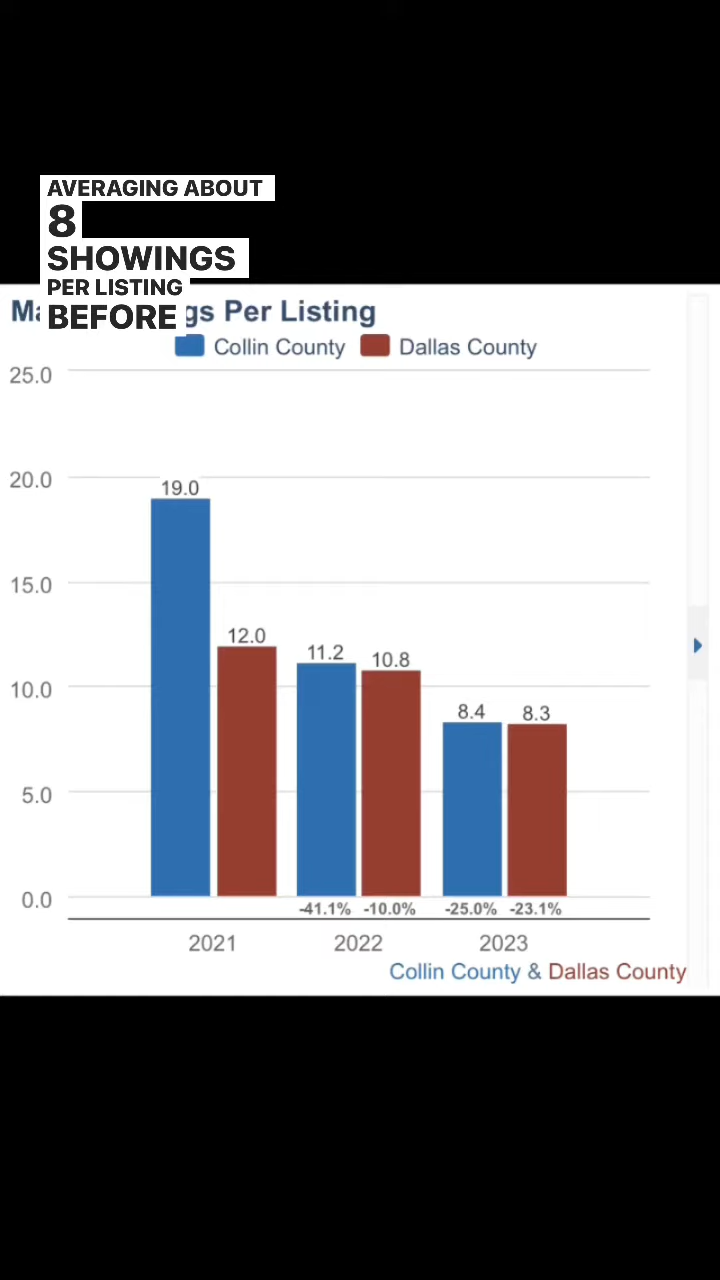 AVERAGING ABOUT
8
SHOWINGS
PER LISTING
BEFORE
gs Per Listing
Collin County Dallas County
25.0
20.0
19.0
15.0
12.0
11.2
10.8
10.0
8.4
8.3
5.0
0.0
-41.1% -10.0% -25.0% -23.1%
2021 2022 2023
Collin County & Dallas County